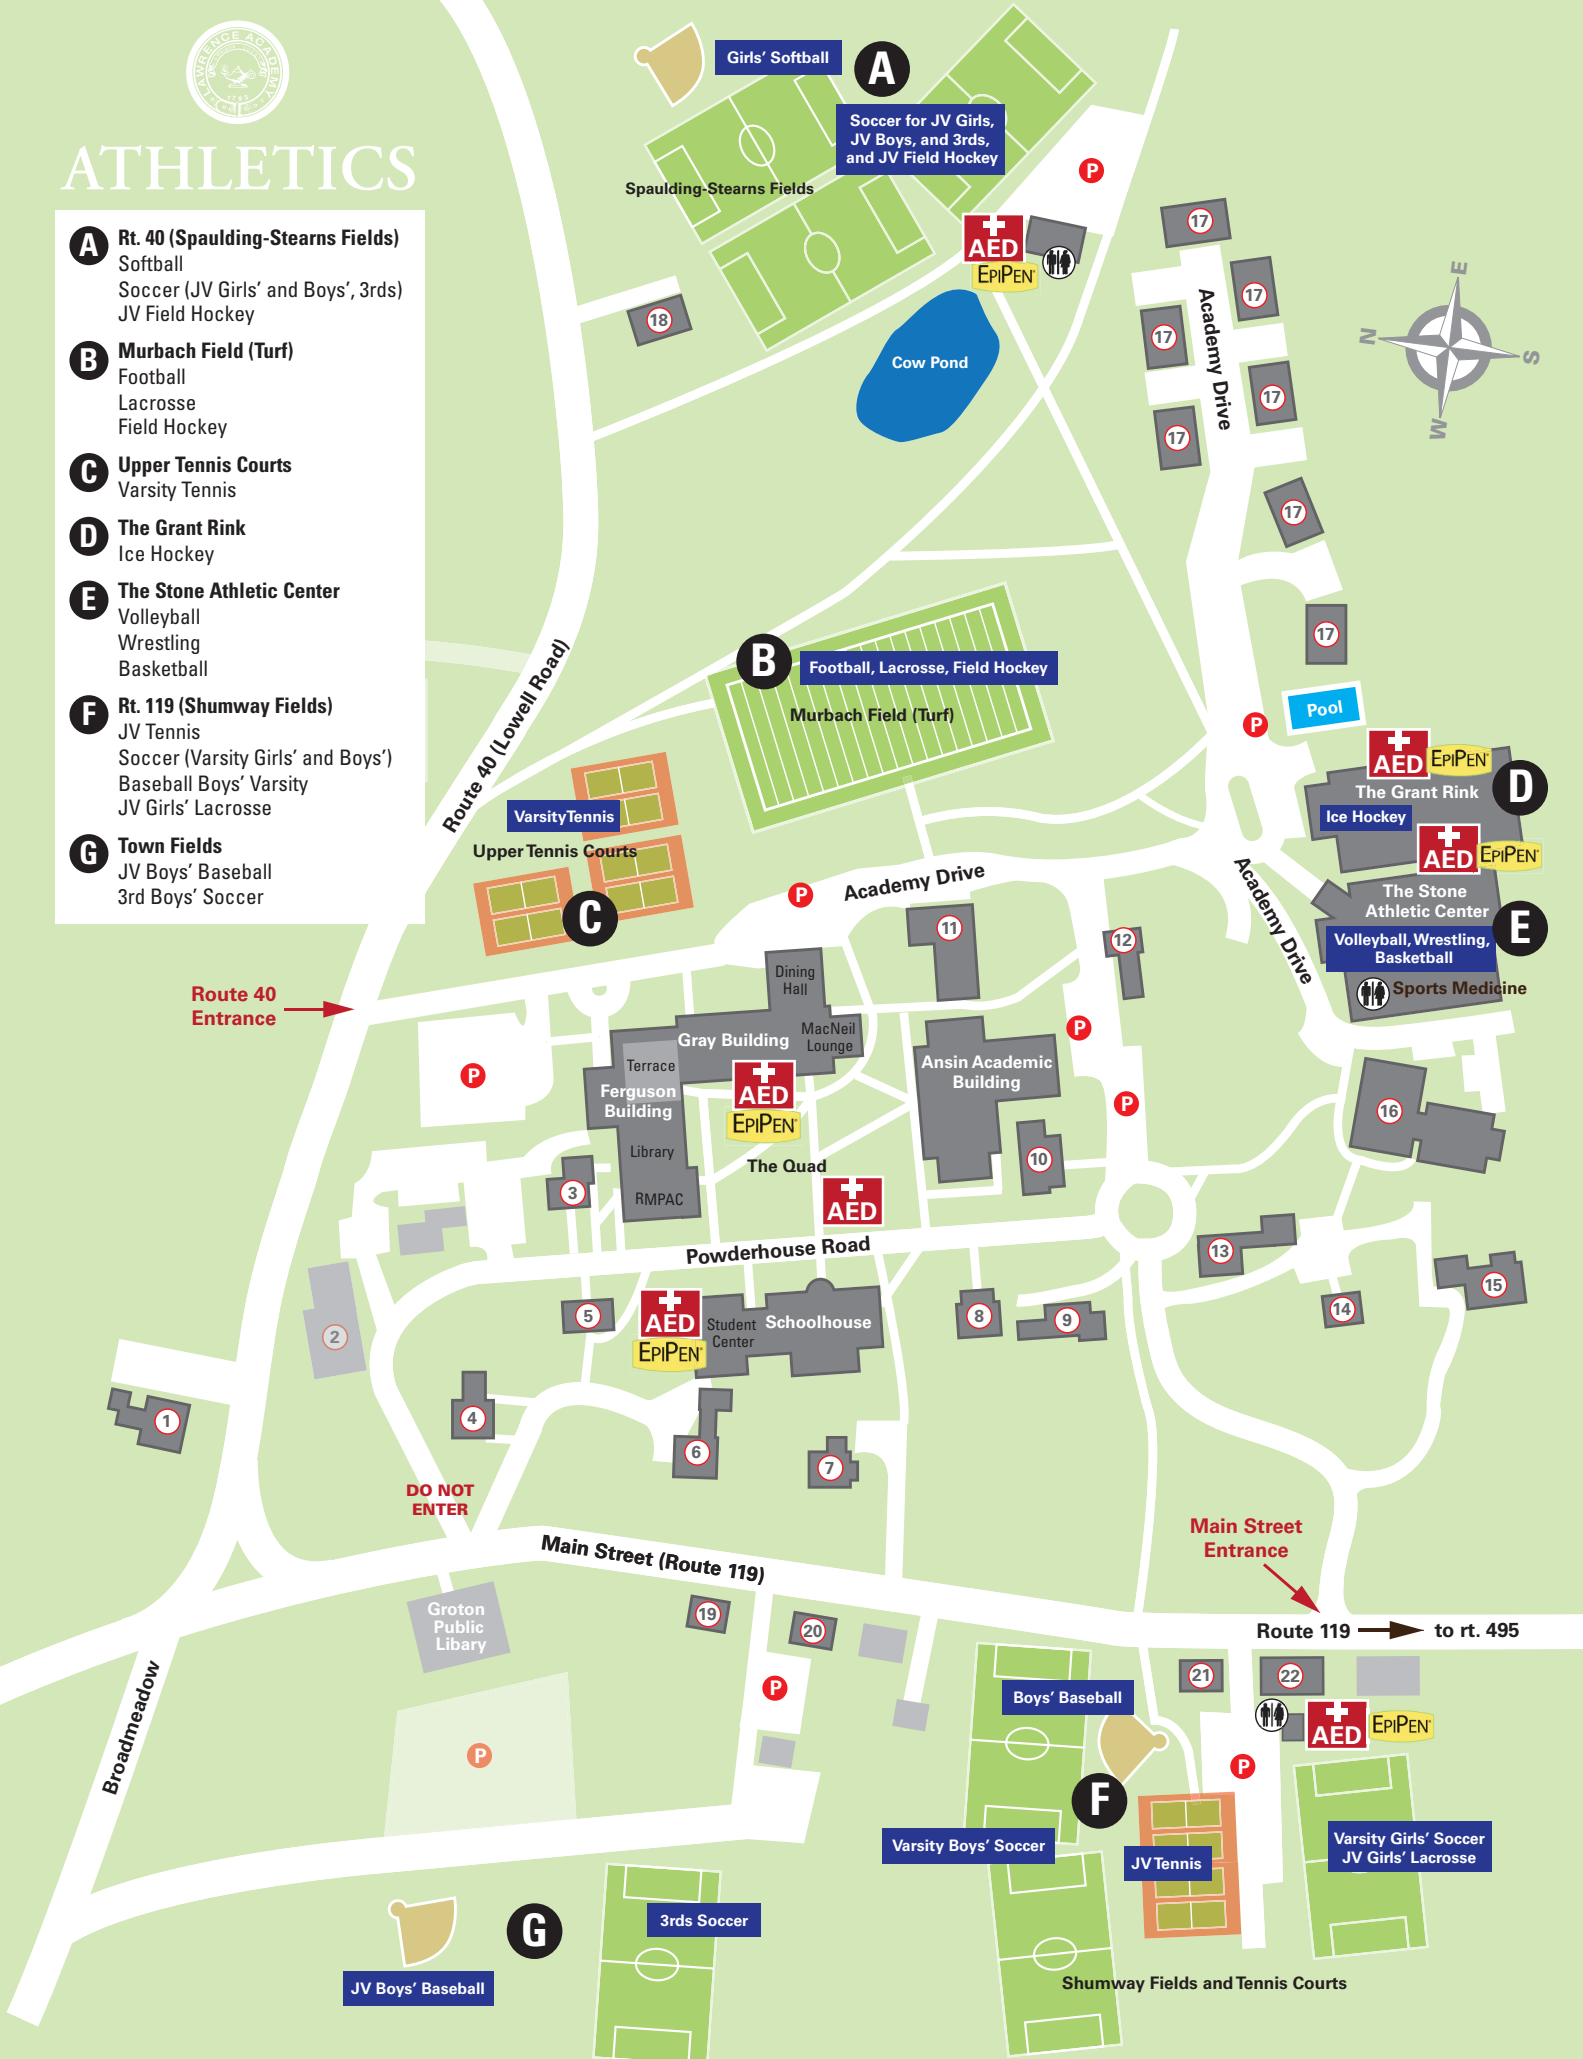 LAWRENCE ACADEMY
1793
ATHLETICS
A
Rt. 40 (Spaulding-Stearns Fields)
Softball
Soccer (JV Girls’ and Boys’, 3rds)
JV Field Hockey
B
Murbach Field (Turf)
Football
Lacrosse
Field Hockey
C
Upper Tennis Courts
Varsity Tennis
D
The Grant Rink
Ice Hockey
E
The Stone Athletic Center
Volleyball
Wrestling
Basketball
F
Rt. 119 (Shumway Fields)
JV Tennis
Soccer (Varsity Girls’ and Boys’)
Baseball Boys’ Varsity
JV Girls’ Lacrosse
G
Town Fields
JV Boys’ Baseball
3rd Boys’ Soccer
Girls’ Softball
A
Soccer for JV Girls,
JV Boys, and 3rds,
and JV Field Hockey
Spaulding-Stearns Fields
P
AED
EPIPEN®
17
17
17
17
17
17
17
Academy Drive
18
Cow Pond
N
E
S
W
Route 40 (Lowell Road)
B
Football, Lacrosse, Field Hockey
Murbach Field (Turf)
P
Pool
AED
EPIPEN®
The Grant Rink
D
Ice Hockey
AED
EPIPEN®
The Stone
Athletic Center
E
Volleyball, Wrestling,
Basketball
Sports Medicine
Varsity Tennis
Upper Tennis Courts
C
P
Academy Drive
Academy Drive
11
12
Route 40
Entrance
Dining
Hall
Gray Building
MacNeil
Lounge
Terrace
Ferguson
Building
Library
RMPAC
AED
EPIPEN®
P
Ansin Academic
Building
P
P
10
16
The Quad
AED
3
Powderhouse Road
13
14
15
2
5
AED
EPIPEN®
Student
Center
Schoolhouse
8
9
1
4
6
7
DO NOT
ENTER
Main Street (Route 119)
Main Street
Entrance
Route 119
to rt. 495
Groton
Public
Libary
19
20
P
P
Broadmeadow
21
22
AED
EPIPEN®
Boys’ Baseball
P
F
Varsity Boys’ Soccer
JV Tennis
Varsity Girls’ Soccer
JV Girls’ Lacrosse
G
3rds Soccer
JV Boys’ Baseball
Shumway Fields and Tennis Courts